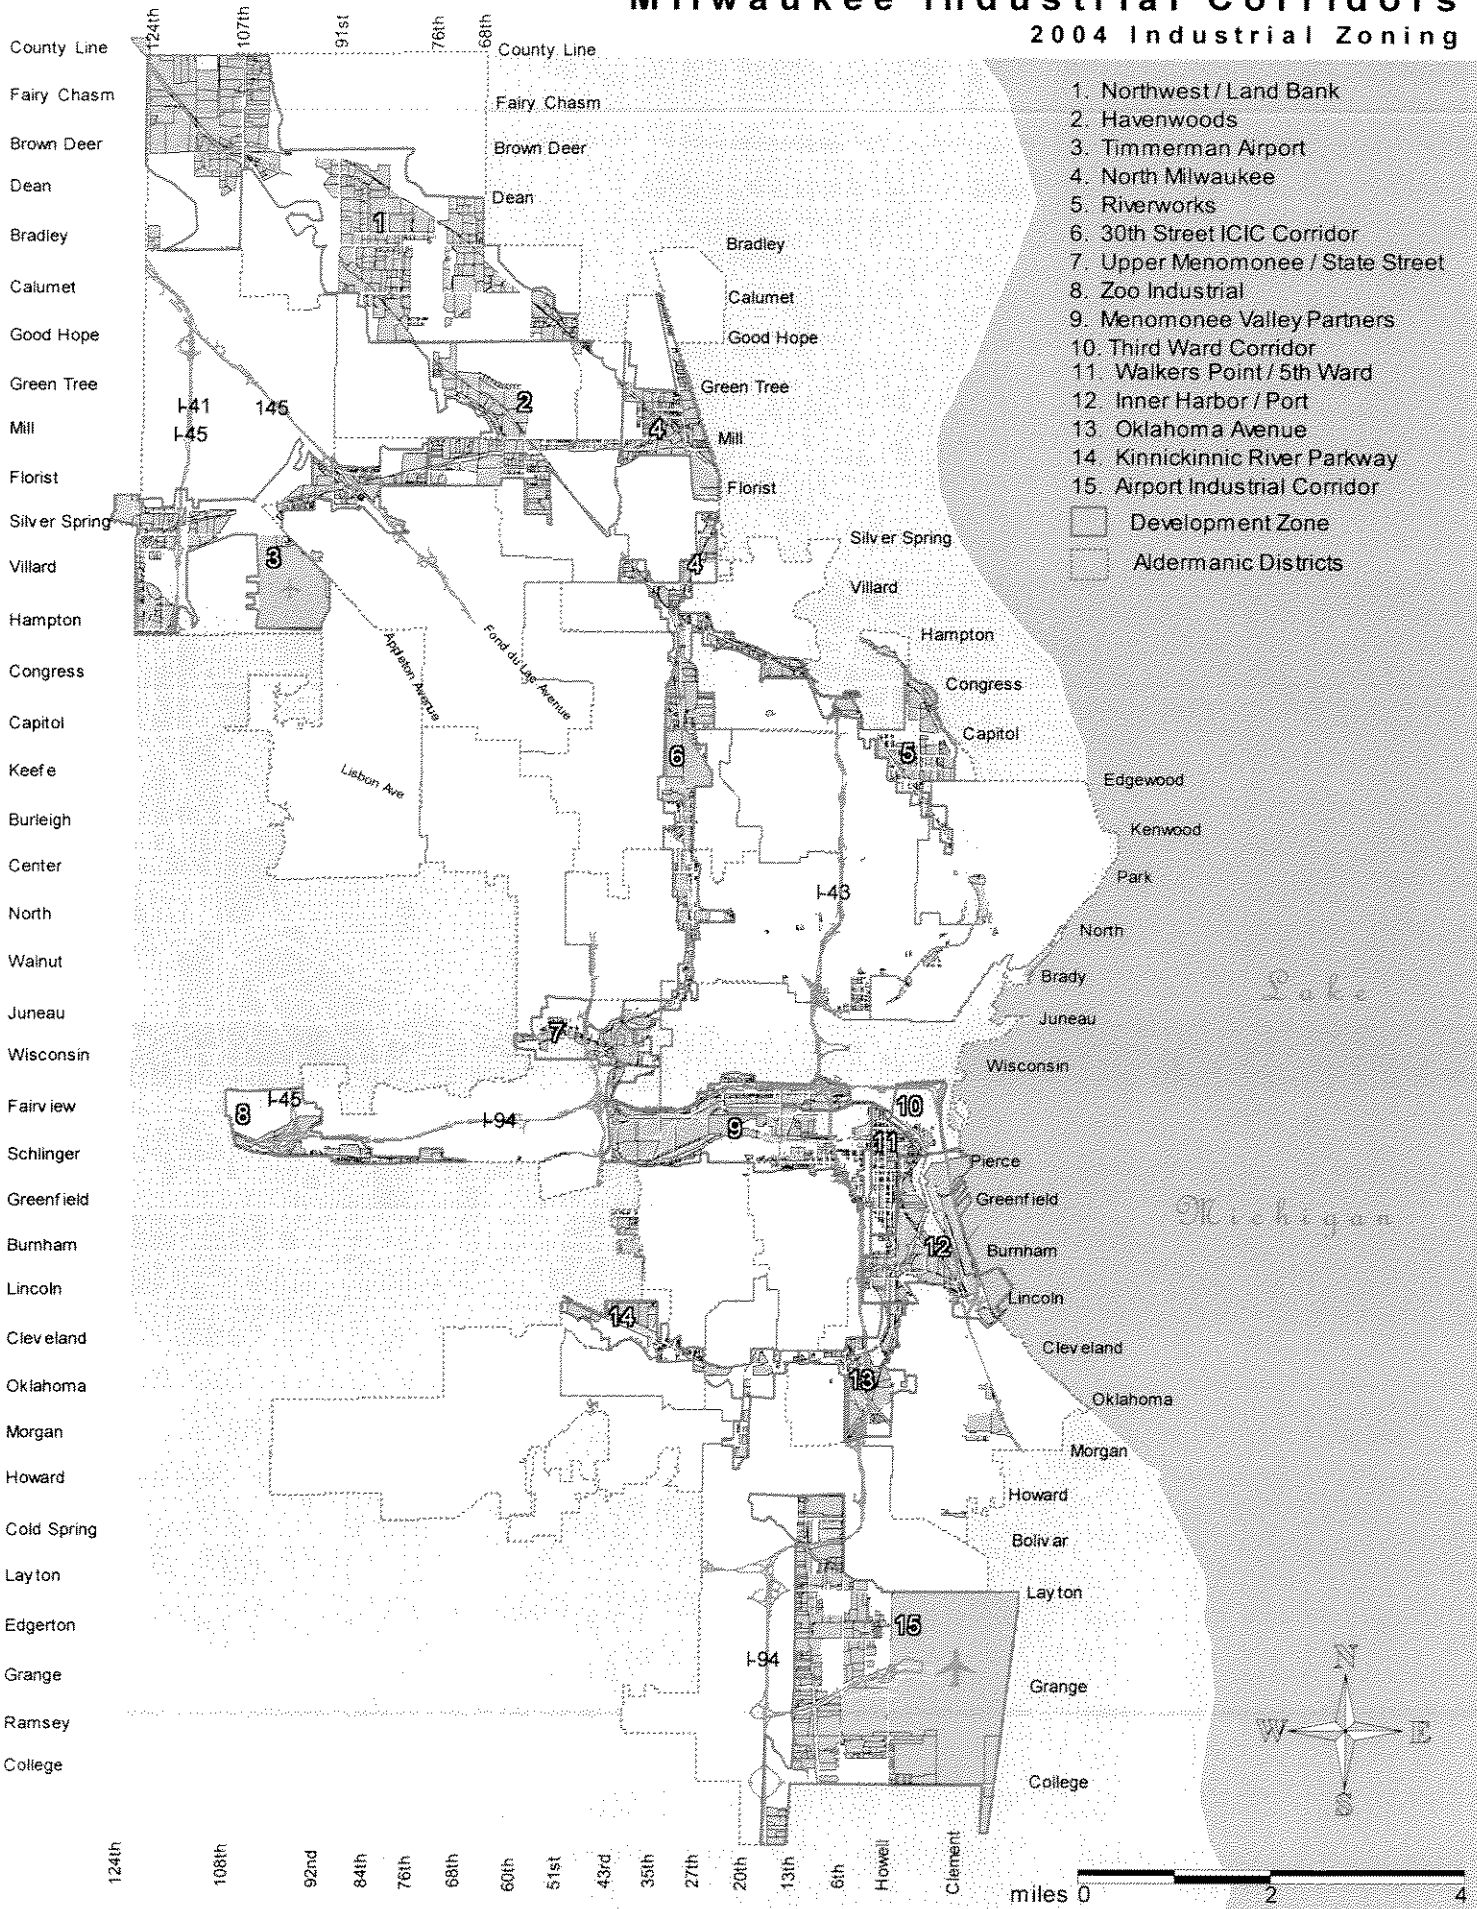 Milwaukee Industrial Corridors
2004 Industrial Zoning
124th
107th
91st
76th
68th
County Line
Fairy Chasm
Brown Deer
Dean
Bradley
Calumet
Good Hope
Green Tree
Mill
Florist
Silver Spring
Villard
Hampton
Congress
Capitol
Keefe
Burleigh
Center
North
Walnut
Juneau
Wisconsin
Fairview
Schlinger
Greenfield
Burnham
Lincoln
Cleveland
Oklahoma
Morgan
Howard
Cold Spring
Layton
Edgerton
Grange
Ramsey
College
County Line
Fairy Chasm
Brown Deer
Dean
Bradley
Calumet
Good Hope
Green Tree
Mill
Florist
Silver Spring
Villard
Hampton
Congress
Capitol
Edgewood
Kenwood
Park
North
Brady
Juneau
Wisconsin
Pierce
Greenfield
Burnham
Lincoln
Cleveland
Oklahoma
Morgan
Howard
Bolivar
Layton
Grange
College
1. Northwest / Land Bank
2. Havenwoods
3. Timmerman Airport
4. North Milwaukee
5. Riverworks
6. 30th Street ICIC Corridor
7. Upper Menomonee / State Street
8. Zoo Industrial
9. Menomonee Valley Partners
10. Third Ward Corridor
11. Walkers Point / 5th Ward
12. Inner Harbor / Port
13. Oklahoma Avenue
14. Kinnickinnic River Parkway
15. Airport Industrial Corridor
Development Zone
Aldermanic Districts
1
2
I-41
145
I-45
4
3
4
Appleton Avenue
Fond du Lac Avenue
Lisbon Ave
6
5
I-43
Lake
7
I-45
8
I-94
9
10
11
Michigan
12
14
13
15
I-94
N
W
E
S
124th
108th
92nd
84th
76th
68th
60th
51st
43rd
35th
27th
20th
13th
6th
Howell
Clement
miles 0
2
4